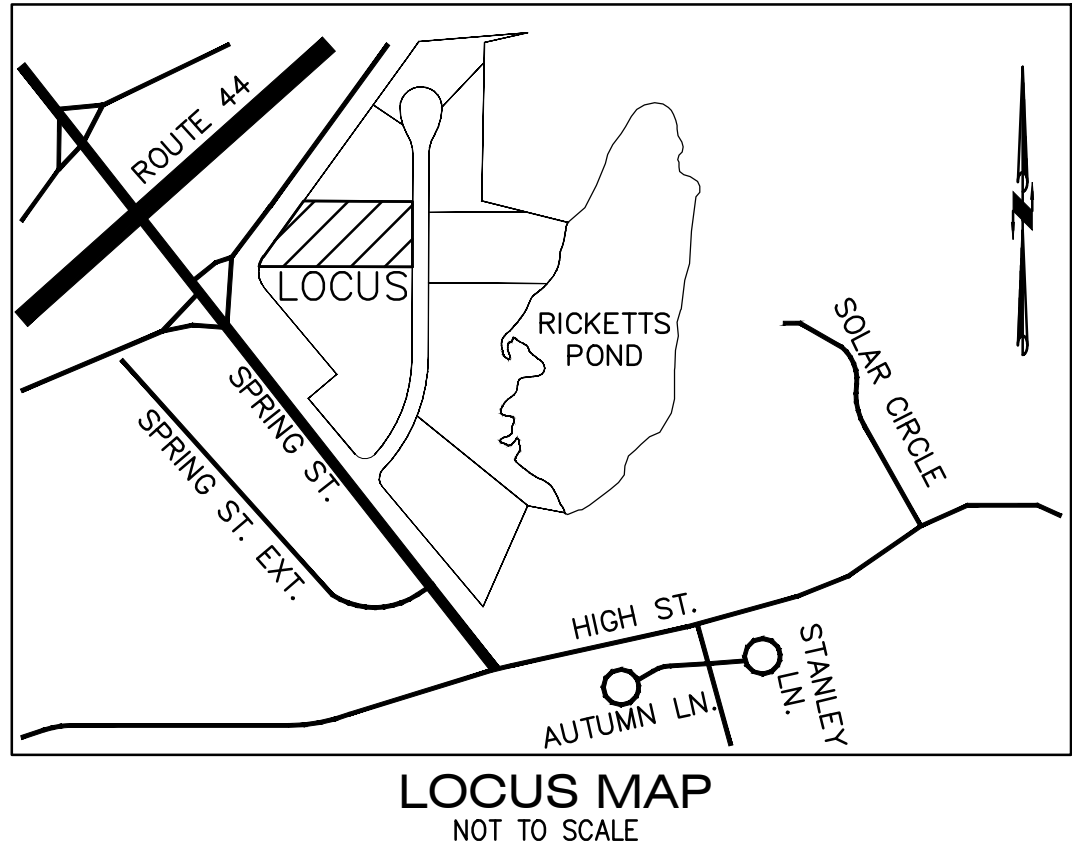 ROUTE 44
LOCUS
RICKETTS
POND
SOLAR CIRCLE
SPRING ST.
SPRING ST. EXT.
HIGH ST.
STANLEY
LN.
AUTUMN LN.
LOCUS MAP
NOT TO SCALE